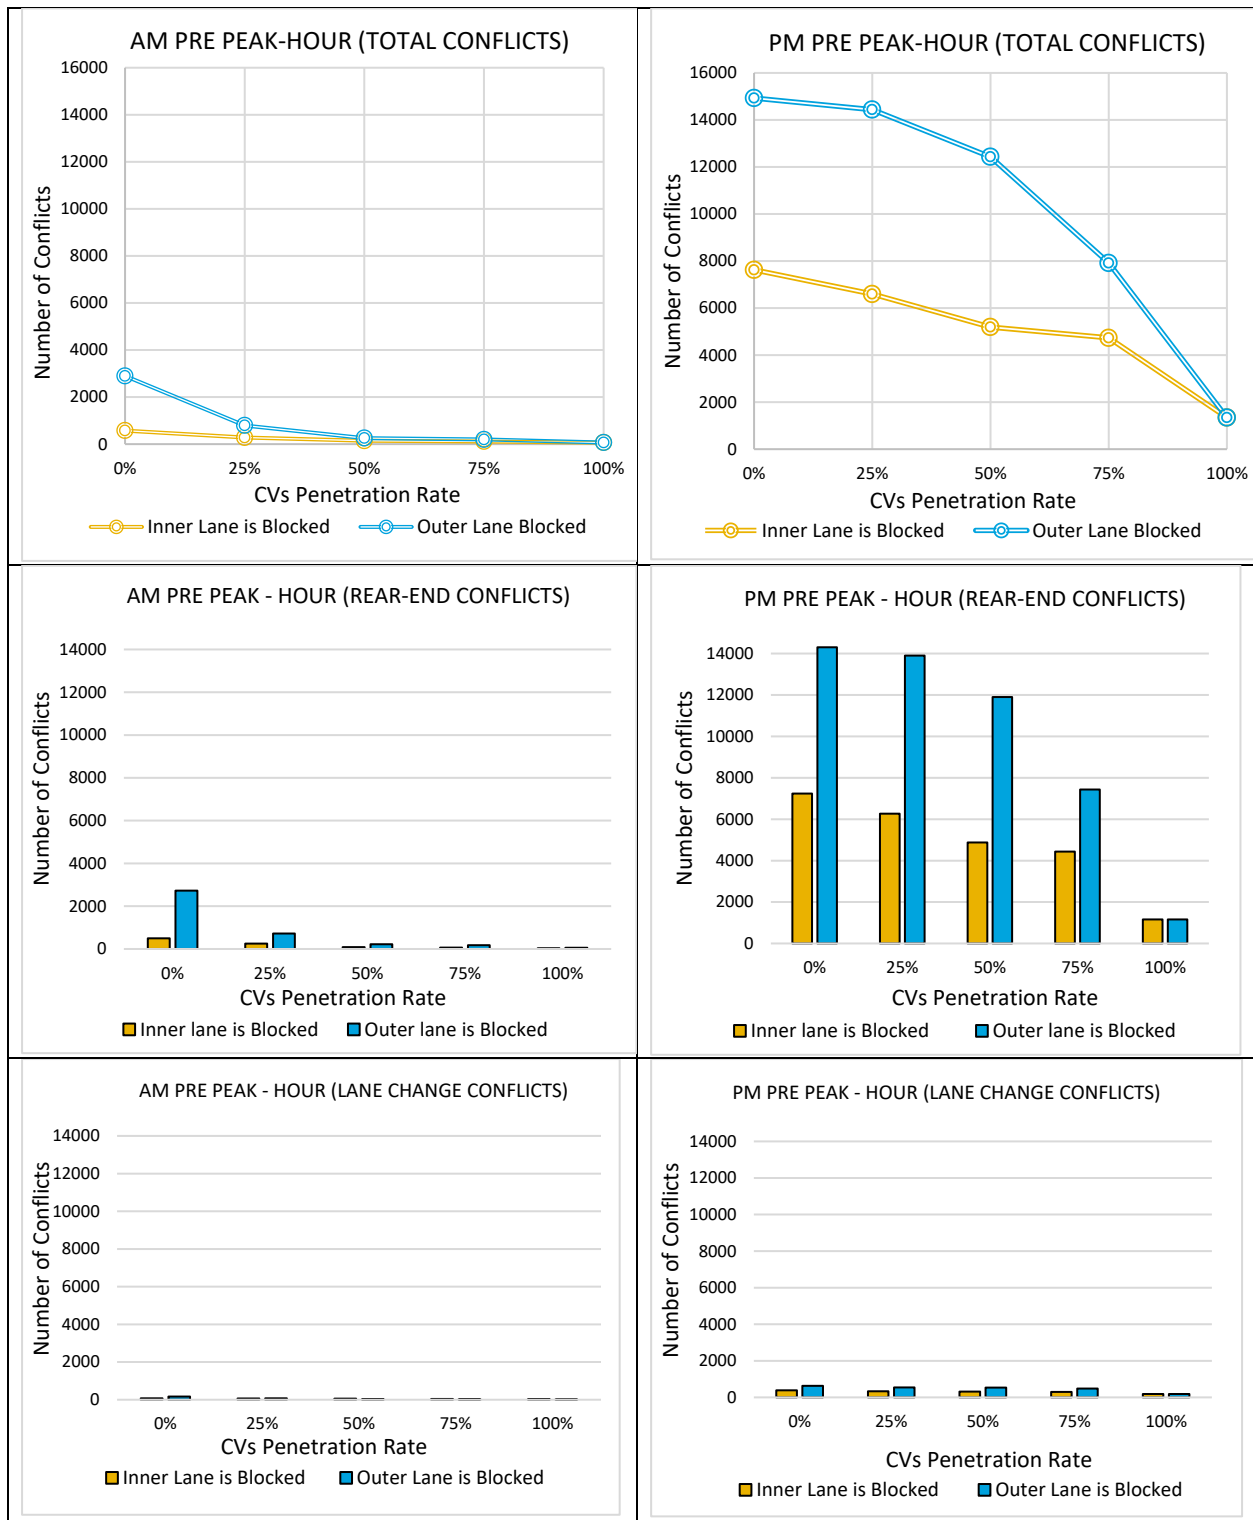 AM PRE PEAK-HOUR (TOTAL CONFLICTS)
Number of Conflicts
16000
14000
12000
10000
8000
6000
4000
2000
0
0% 25% 50% 75% 100%
CVs Penetration Rate
Inner Lane is Blocked Outer Lane Blocked
PM PRE PEAK-HOUR (TOTAL CONFLICTS)
Number of Conflicts
16000
14000
12000
10000
8000
6000
4000
2000
0
0% 25% 50% 75% 100%
CVs Penetration Rate
Inner Lane is Blocked Outer Lane Blocked
AM PRE PEAK - HOUR (REAR-END CONFLICTS)
Number of Conflicts
14000
12000
10000
8000
6000
4000
2000
0
0% 25% 50% 75% 100%
CVs Penetration Rate
Inner lane is Blocked Outer lane is Blocked
PM PRE PEAK - HOUR (REAR-END CONFLICTS)
Number of Conflicts
14000
12000
10000
8000
6000
4000
2000
0
0% 25% 50% 75% 100%
CVs Penetration Rate
Inner lane is Blocked Outer lane is Blocked
AM PRE PEAK - HOUR (LANE CHANGE CONFLICTS)
Number of Conflicts
14000
12000
10000
8000
6000
4000
2000
0
0% 25% 50% 75% 100%
CVs Penetration Rate
Inner Lane is Blocked Outer Lane is Blocked
PM PRE PEAK - HOUR (LANE CHANGE CONFLICTS)
Number of Conflicts
14000
12000
10000
8000
6000
4000
2000
0
0% 25% 50% 75% 100%
CVs Penetration Rate
Inner Lane is Blocked Outer Lane is Blocked